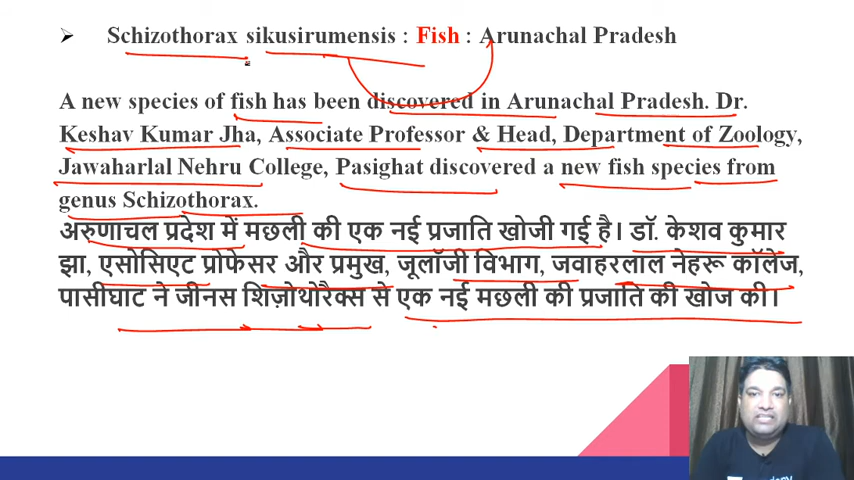 ➢ Schizothorax sikusirumensis : Fish : Arunachal Pradesh
A new species of fish has been discovered in Arunachal Pradesh. Dr.
Keshav Kumar Jha, Associate Professor & Head, Department of Zoology,
Jawaharlal Nehru College, Pasighat discovered a new fish species from
genus Schizothorax.
अरुणाचल प्रदेश में मछली की एक नई प्रजाति खोजी गई है। डॉ. केशव कुमार
झा, एसोसिएट प्रोफेसर और प्रमुख, जूलॉजी विभाग, जवाहरलाल नेहरू कॉलेज,
पासीघाट ने जीनस शिज़ोथोरैक्स से एक नई मछली की प्रजाति की खोज की।